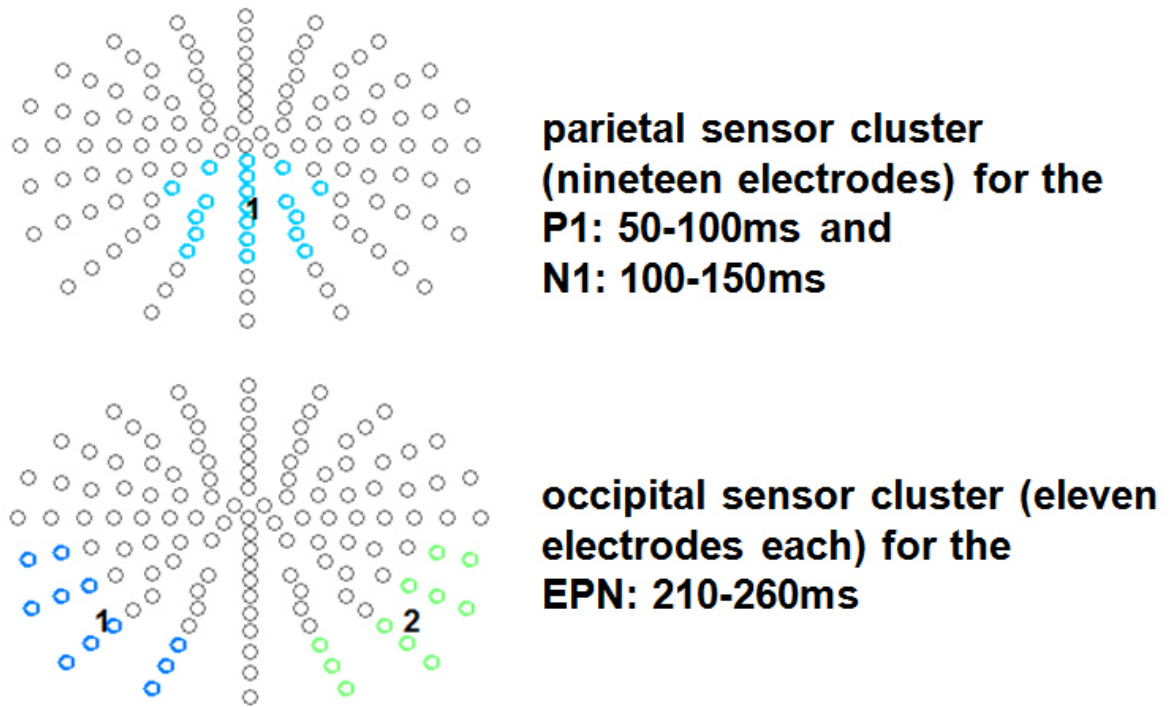 1
parietal sensor cluster
(nineteen electrodes) for the
P1: 50-100ms and
N1: 100-150ms
1
2
occipital sensor cluster (eleven
electrodes each) for the
EPN: 210-260ms